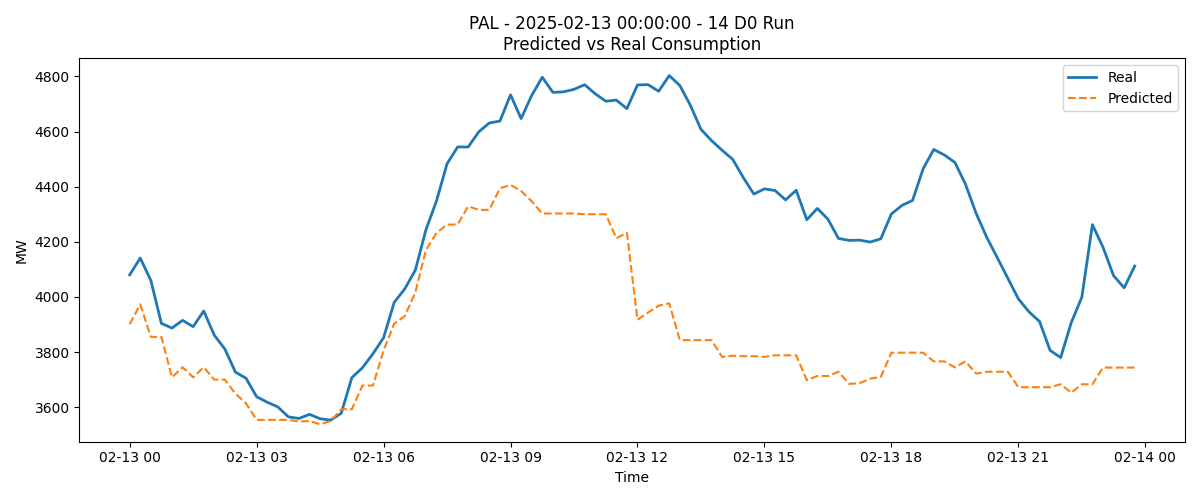 PAL - 2025-02-13 00:00:00 - 14 D0 Run
Predicted vs Real Consumption
Real
Predicted
MW
4800
4600
4400
4200
4000
3800
3600
02-13 00
02-13 03
02-13 06
02-13 09
02-13 12
02-13 15
02-13 18
02-13 21
02-14 00
Time